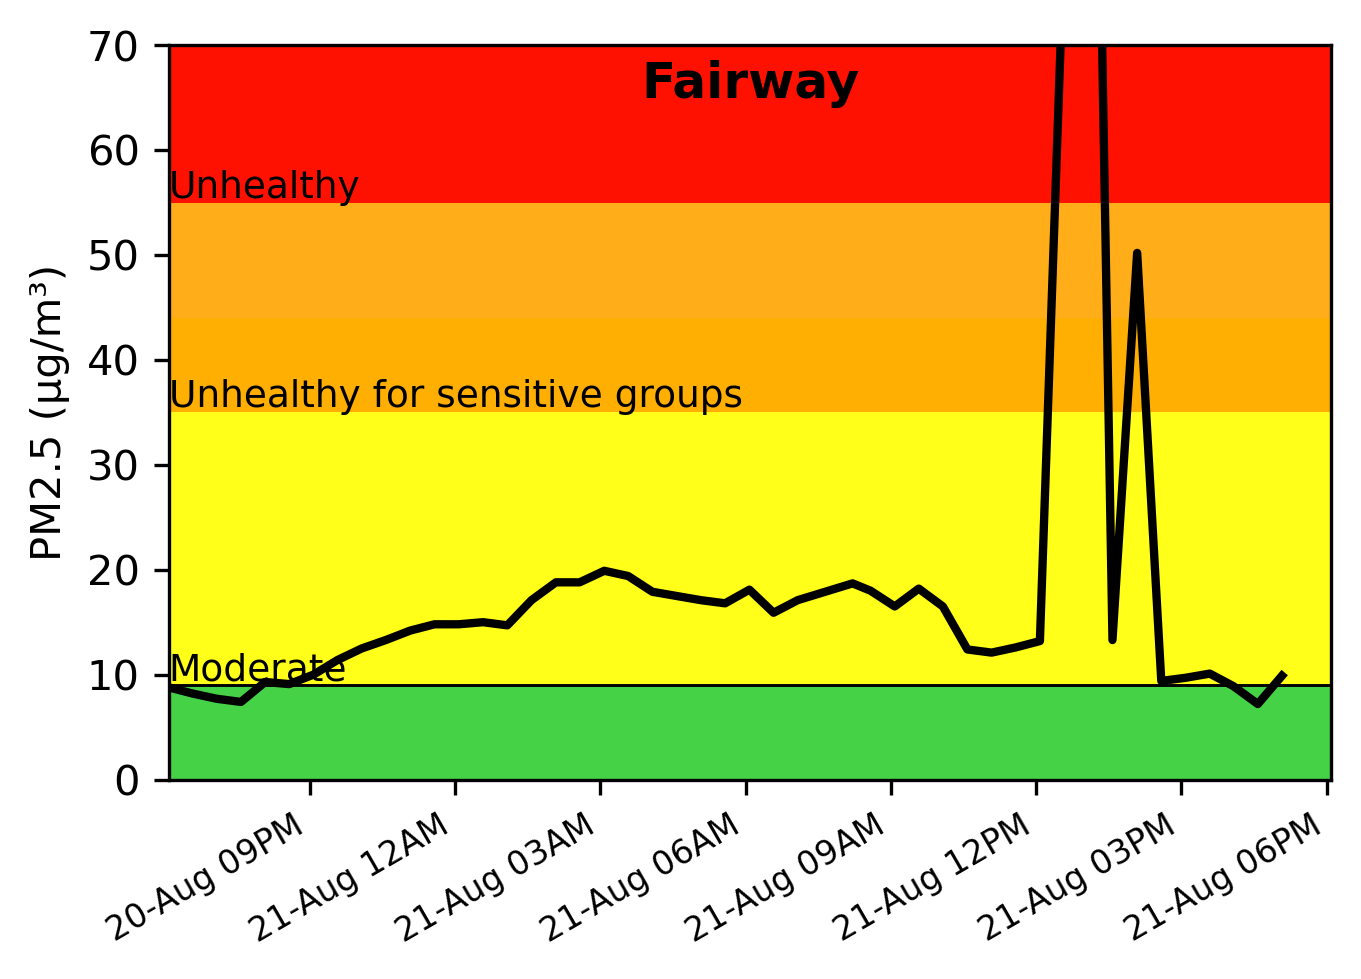 Fairway
PM2.5 (µg/m³)
70
60
50
40
30
20
10
0
Unhealthy
Unhealthy for sensitive groups
Moderate
20-Aug 09PM
21-Aug 12AM
21-Aug 03AM
21-Aug 06AM
21-Aug 09AM
21-Aug 12PM
21-Aug 03PM
21-Aug 06PM